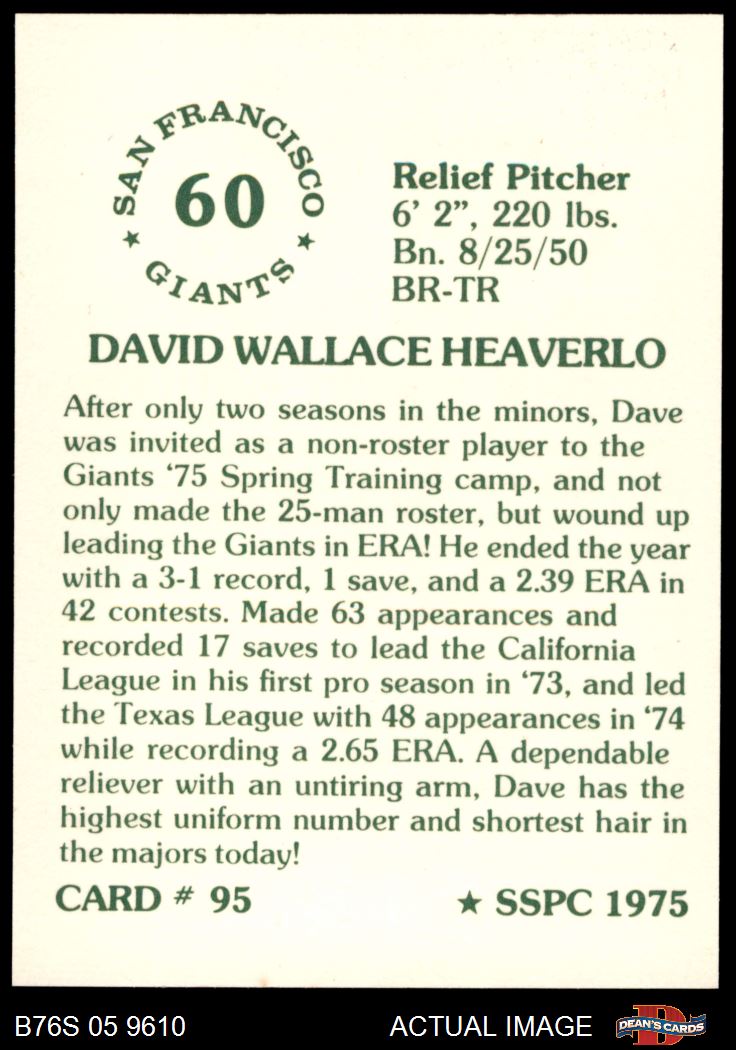 SAN FRANCISCO
60
★ GIANTS ★
Relief Pitcher
6’ 2”, 220 lbs.
Bn. 8/25/50
BR-TR
DAVID WALLACE HEAVERLO
After only two seasons in the minors, Dave
was invited as a non-roster player to the
Giants ‘75 Spring Training camp, and not
only made the 25-man roster, but wound up
leading the Giants in ERA! He ended the year
with a 3-1 record, 1 save, and a 2.39 ERA in
42 contests. Made 63 appearances and
recorded 17 saves to lead the California
League in his first pro season in ‘73, and led
the Texas League with 48 appearances in ‘74
while recording a 2.65 ERA. A dependable
reliever with an untiring arm, Dave has the
highest uniform number and shortest hair in
the majors today!
CARD # 95 ★ SSPC 1975
B76S 05 9610 ACTUAL IMAGE D DEAN'S CARDS